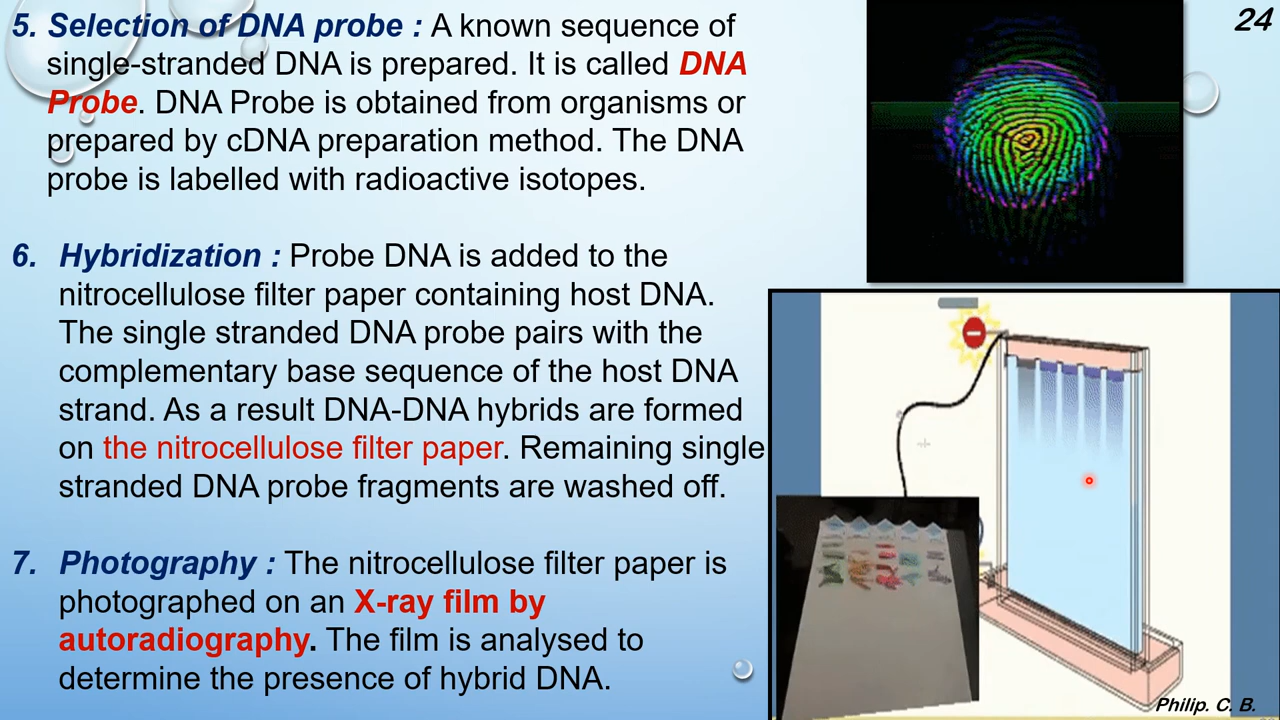 24
5. Selection of DNA probe : A known sequence of
single-stranded DNA is prepared. It is called DNA
Probe. DNA Probe is obtained from organisms or
prepared by cDNA preparation method. The DNA
probe is labelled with radioactive isotopes.
6. Hybridization : Probe DNA is added to the
nitrocellulose filter paper containing host DNA.
The single stranded DNA probe pairs with the
complementary base sequence of the host DNA
strand. As a result DNA-DNA hybrids are formed
on the nitrocellulose filter paper. Remaining single
stranded DNA probe fragments are washed off.
7. Photography : The nitrocellulose filter paper is
photographed on an X-ray film by
autoradiography. The film is analysed to
determine the presence of hybrid DNA.
Philip. C. B.